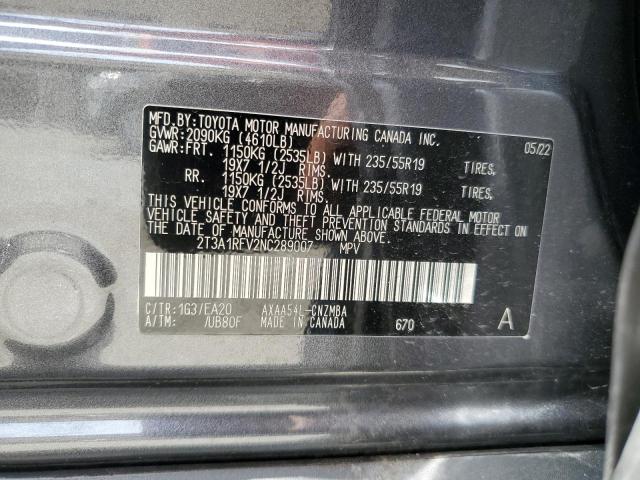 MFD.BY:TOYOTA MOTOR MANUFACTURING CANADA INC.
GVWR:2090KG (4610LB) 05/22
GAWR:FRT. 1150KG (2535LB) WITH 235/55R19 TIRES,
19X7 1/2J RIMS.
RR. 1150KG (2535LB) WITH 235/55R19 TIRES,
19X7 1/2J RIMS.
THIS VEHICLE CONFORMS TO ALL APPLICABLE FEDERAL MOTOR
VEHICLE SAFETY AND THEFT PREVENTION STANDARDS IN EFFECT ON
THE DATE OF MANUFACTURE SHOWN ABOVE.
2T3A1RFV2NC289007 MPV
C/TR:1G3/EA20 AXAA54L-CNZMBA
A/TM: /UB80F MADE IN CANADA 670 A